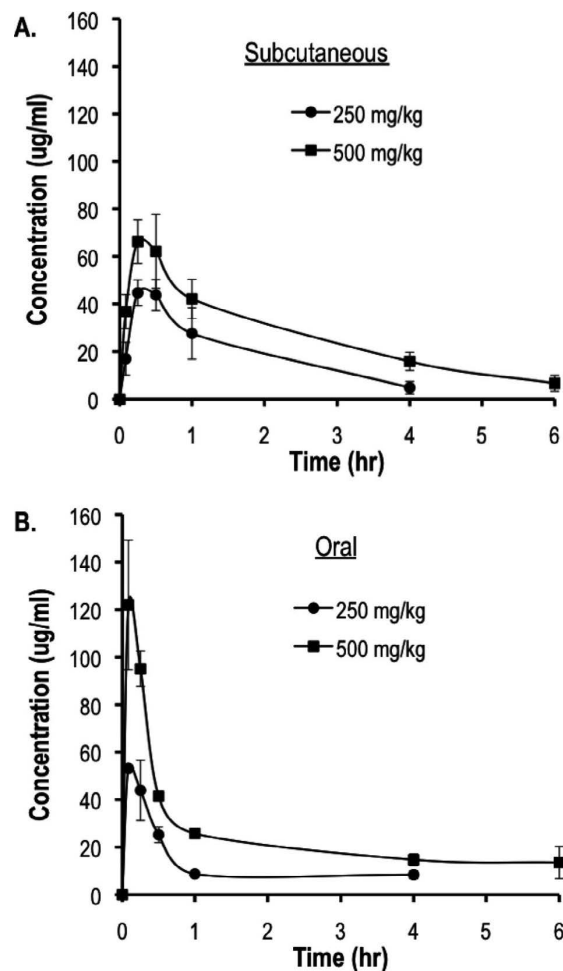 A.
Subcutaneous
250 mg/kg
500 mg/kg
Concentration (ug/ml)
160
140
120
100
80
60
40
20
0
0 1 2 3 4 5 6
Time (hr)
B.
Oral
250 mg/kg
500 mg/kg
Concentration (ug/ml)
160
140
120
100
80
60
40
20
0
0 1 2 3 4 5 6
Time (hr)